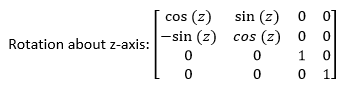 Rotation about z-axis: [cos (z) sin (z) 0 0
−sin (z) cos (z) 0 0
0 0 1 0
0 0 0 1]